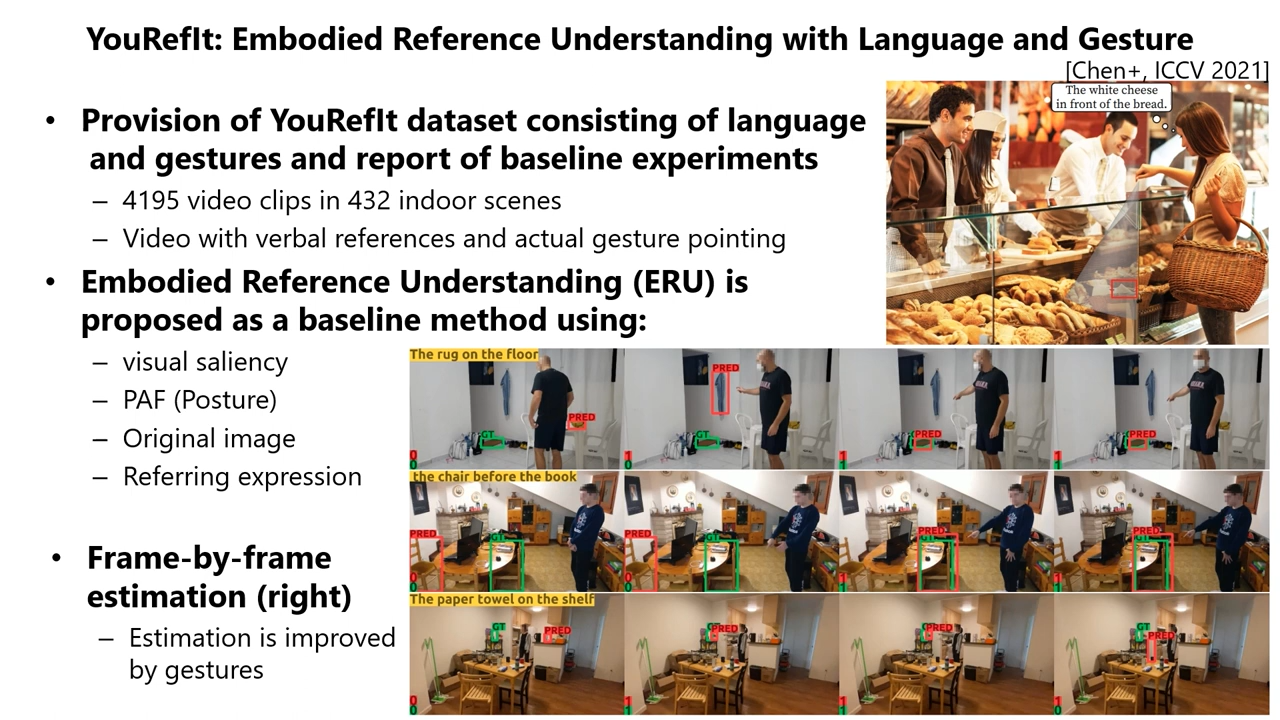 YouRefIt: Embodied Reference Understanding with Language and Gesture
[Chen+, ICCV 2021]
The white cheese
in front of the bread.
• Provision of YouRefIt dataset consisting of language
and gestures and report of baseline experiments
– 4195 video clips in 432 indoor scenes
– Video with verbal references and actual gesture pointing
• Embodied Reference Understanding (ERU) is
proposed as a baseline method using:
– visual saliency
– PAF (Posture)
– Original image
– Referring expression
• Frame-by-frame
estimation (right)
– Estimation is improved
by gestures
The rug on the floor
GT PRED
PRED GT
PRED
PRED
the chair before the book
PRED GT
PRED GT
PRED GT
PRED GT
The paper towel on the shelf
GT PRED
GT PRED
GT PRED
GT PRED